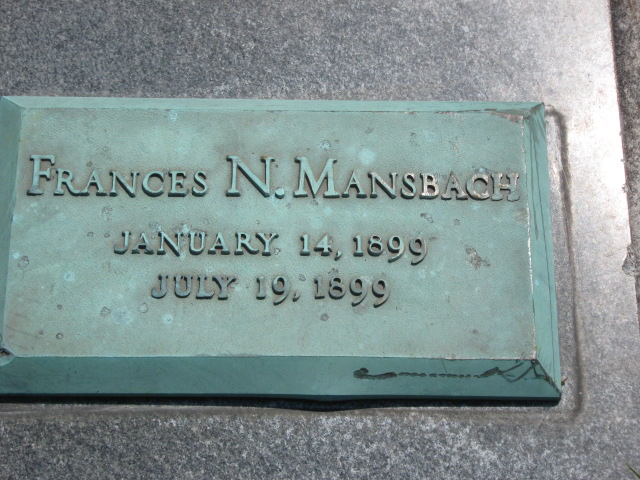 FRANCES N. MANSBACH
JANUARY 14, 1899
JULY 19, 1899